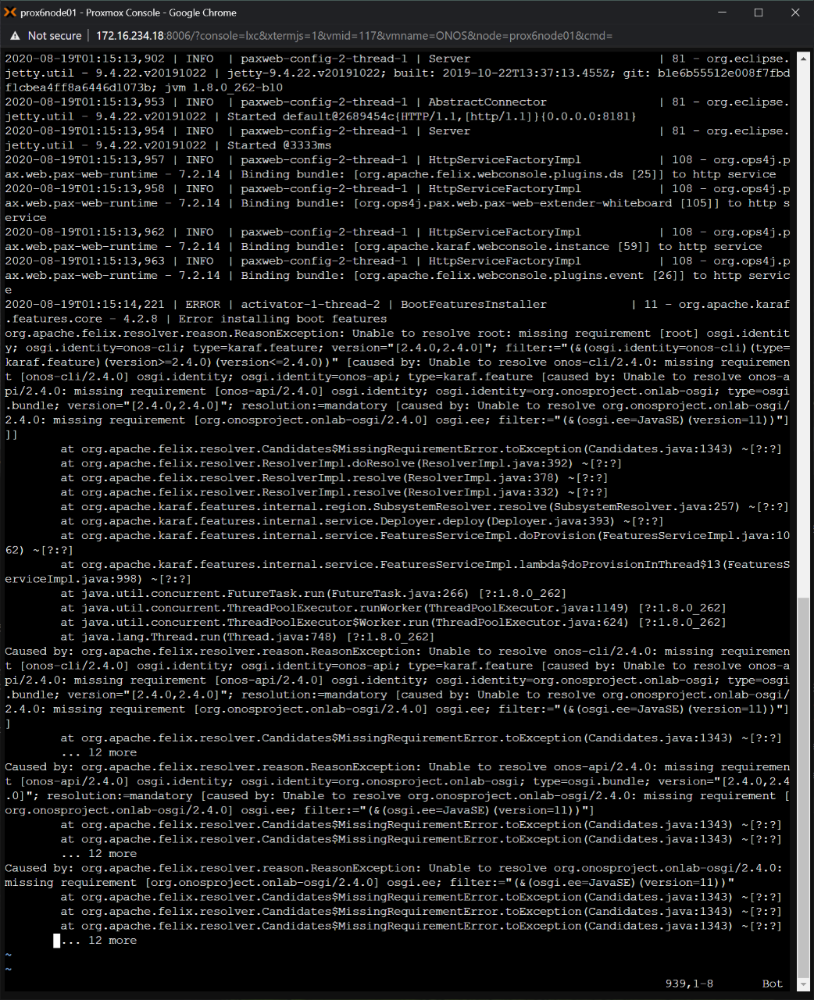 prox6node01 - Proxmox Console - Google Chrome
Not secure | 172.16.234.18:8006/?console=lxc&xtermjs=1&vmid=117&vmname=ONOS&node=prox6node01&cmd=
2020-08-19T01:15:13,902 | INFO  | paxweb-config-2-thread-1 | Server                           | 81 - org.eclipse.
jetty.util - 9.4.22.v20191022 | jetty-9.4.22.v20191022; built: 2019-10-22T13:37:13.455Z; git: b1e6b55512e008f7fbd
f1cbea4ff8a6446d1073b; jvm 1.8.0_262-b10
2020-08-19T01:15:13,953 | INFO  | paxweb-config-2-thread-1 | AbstractConnector                | 81 - org.eclipse.
jetty.util - 9.4.22.v20191022 | Started default@2689454c{HTTP/1.1,[http/1.1]}{0.0.0.0:8181}
2020-08-19T01:15:13,954 | INFO  | paxweb-config-2-thread-1 | Server                           | 81 - org.eclipse.
jetty.util - 9.4.22.v20191022 | Started @3333ms
2020-08-19T01:15:13,957 | INFO  | paxweb-config-2-thread-1 | HttpServiceFactoryImpl           | 108 - org.ops4j.p
ax.web.pax-web-runtime - 7.2.14 | Binding bundle: [org.apache.felix.webconsole.plugins.ds [25]] to http service
2020-08-19T01:15:13,958 | INFO  | paxweb-config-2-thread-1 | HttpServiceFactoryImpl           | 108 - org.ops4j.p
ax.web.pax-web-runtime - 7.2.14 | Binding bundle: [org.ops4j.pax.web.pax-web-extender-whiteboard [105]] to http s
ervice
2020-08-19T01:15:13,962 | INFO  | paxweb-config-2-thread-1 | HttpServiceFactoryImpl           | 108 - org.ops4j.p
ax.web.pax-web-runtime - 7.2.14 | Binding bundle: [org.apache.karaf.webconsole.instance [59]] to http service
2020-08-19T01:15:13,963 | INFO  | paxweb-config-2-thread-1 | HttpServiceFactoryImpl           | 108 - org.ops4j.p
ax.web.pax-web-runtime - 7.2.14 | Binding bundle: [org.apache.felix.webconsole.plugins.event [26]] to http servic
e
2020-08-19T01:15:14,221 | ERROR | activator-1-thread-2 | BootFeaturesInstaller            | 11 - org.apache.karaf
.features.core - 4.2.8 | Error installing boot features
org.apache.felix.resolver.reason.ReasonException: Unable to resolve root: missing requirement [root] osgi.identit
y; osgi.identity=onos-cli; type=karaf.feature; version="[2.4.0,2.4.0]"; filter:="(&(osgi.identity=onos-cli)(type=
karaf.feature)(version>=2.4.0)(version<=2.4.0))" [caused by: Unable to resolve onos-cli/2.4.0: missing requiremen
t [onos-cli/2.4.0] osgi.identity; osgi.identity=onos-api; type=karaf.feature [caused by: Unable to resolve onos-a
pi/2.4.0: missing requirement [onos-api/2.4.0] osgi.identity; osgi.identity=org.onosproject.onlab-osgi; type=osgi
.bundle; version="[2.4.0,2.4.0]"; resolution:=mandatory [caused by: Unable to resolve org.onosproject.onlab-osgi/
2.4.0: missing requirement [org.onosproject.onlab-osgi/2.4.0] osgi.ee; filter:="(&(osgi.ee=JavaSE)(version=11))"]
]]
at org.apache.felix.resolver.Candidates$MissingRequirementError.toException(Candidates.java:1343) ~[?:?]
at org.apache.felix.resolver.ResolverImpl.doResolve(ResolverImpl.java:392) ~[?:?]
at org.apache.felix.resolver.ResolverImpl.resolve(ResolverImpl.java:378) ~[?:?]
at org.apache.felix.resolver.ResolverImpl.resolve(ResolverImpl.java:332) ~[?:?]
at org.apache.karaf.features.internal.region.SubsystemResolver.resolve(SubsystemResolver.java:257) ~[?:?]
at org.apache.karaf.features.internal.service.Deployer.deploy(Deployer.java:393) ~[?:?]
at org.apache.karaf.features.internal.service.FeaturesServiceImpl.doProvision(FeaturesServiceImpl.java:10
62) ~[?:?]
at org.apache.karaf.features.internal.service.FeaturesServiceImpl.lambda$doProvisionInThread$13(FeaturesS
erviceImpl.java:998) ~[?:?]
at java.util.concurrent.FutureTask.run(FutureTask.java:266) [?:1.8.0_262]
at java.util.concurrent.ThreadPoolExecutor.runWorker(ThreadPoolExecutor.java:1149) [?:1.8.0_262]
at java.util.concurrent.ThreadPoolExecutor$Worker.run(ThreadPoolExecutor.java:624) [?:1.8.0_262]
at java.lang.Thread.run(Thread.java:748) [?:1.8.0_262]
Caused by: org.apache.felix.resolver.reason.ReasonException: Unable to resolve onos-cli/2.4.0: missing requiremen
t [onos-cli/2.4.0] osgi.identity; osgi.identity=onos-api; type=karaf.feature [caused by: Unable to resolve onos-a
pi/2.4.0: missing requirement [onos-api/2.4.0] osgi.identity; osgi.identity=org.onosproject.onlab-osgi; type=osgi
.bundle; version="[2.4.0,2.4.0]"; resolution:=mandatory [caused by: Unable to resolve org.onosproject.onlab-osgi/
2.4.0: missing requirement [org.onosproject.onlab-osgi/2.4.0] osgi.ee; filter:="(&(osgi.ee=JavaSE)(version=11))"]
]
at org.apache.felix.resolver.Candidates$MissingRequirementError.toException(Candidates.java:1343) ~[?:?]
... 12 more
Caused by: org.apache.felix.resolver.reason.ReasonException: Unable to resolve onos-api/2.4.0: missing requiremen
t [onos-api/2.4.0] osgi.identity; osgi.identity=org.onosproject.onlab-osgi; type=osgi.bundle; version="[2.4.0,2.4
.0]"; resolution:=mandatory [caused by: Unable to resolve org.onosproject.onlab-osgi/2.4.0: missing requirement [
org.onosproject.onlab-osgi/2.4.0] osgi.ee; filter:="(&(osgi.ee=JavaSE)(version=11))"]
at org.apache.felix.resolver.Candidates$MissingRequirementError.toException(Candidates.java:1343) ~[?:?]
at org.apache.felix.resolver.Candidates$MissingRequirementError.toException(Candidates.java:1343) ~[?:?]
... 12 more
Caused by: org.apache.felix.resolver.reason.ReasonException: Unable to resolve org.onosproject.onlab-osgi/2.4.0:
missing requirement [org.onosproject.onlab-osgi/2.4.0] osgi.ee; filter:="(&(osgi.ee=JavaSE)(version=11))"
at org.apache.felix.resolver.Candidates$MissingRequirementError.toException(Candidates.java:1343) ~[?:?]
at org.apache.felix.resolver.Candidates$MissingRequirementError.toException(Candidates.java:1343) ~[?:?]
at org.apache.felix.resolver.Candidates$MissingRequirementError.toException(Candidates.java:1343) ~[?:?]
... 12 more
~
~
939,1-8 Bot